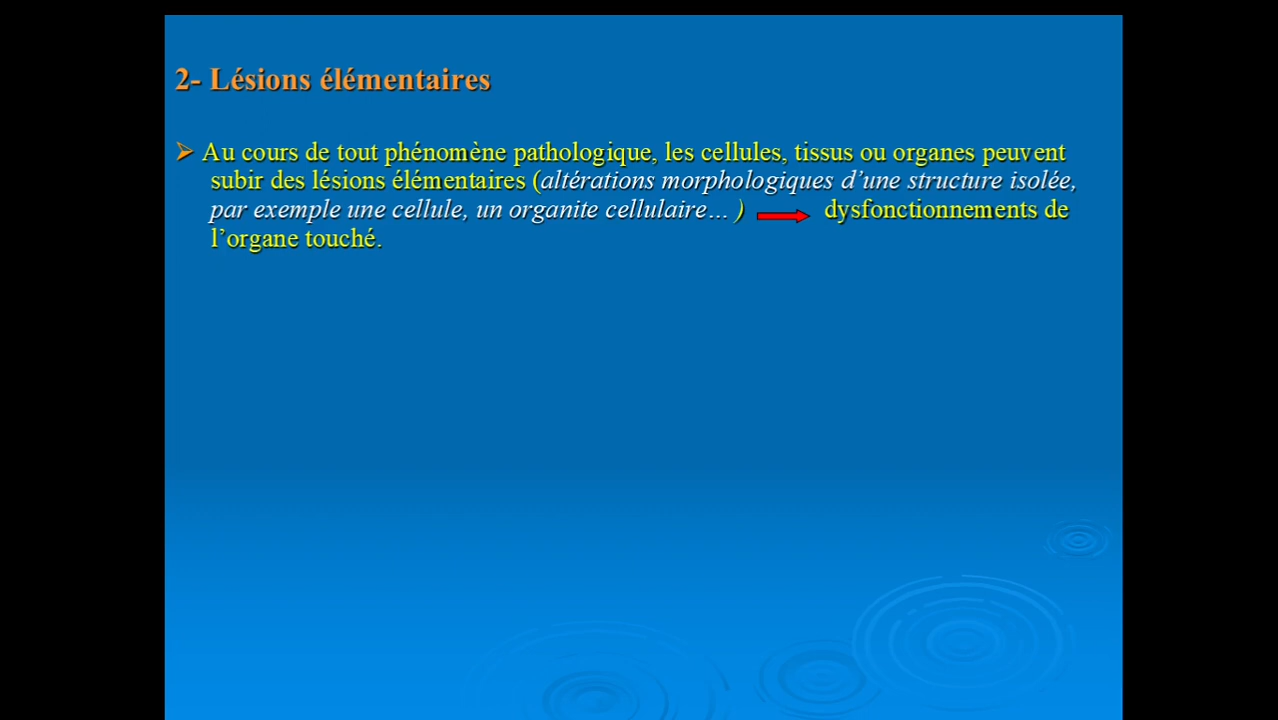 2- Lésions élémentaires
Au cours de tout phénomène pathologique, les cellules, tissus ou organes peuvent
subir des lésions élémentaires (altérations morphologiques d’une structure isolée,
par exemple une cellule, un organite cellulaire… ) dysfonctionnements de
l’organe touché.